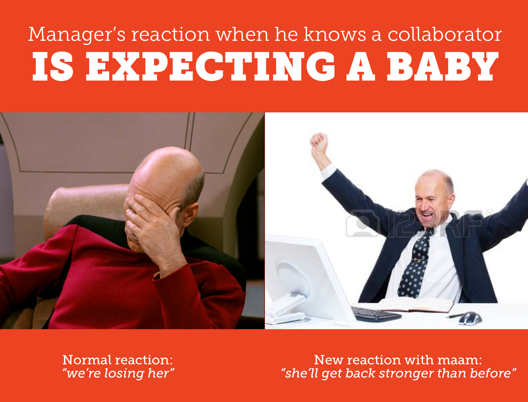 Manager's reaction when he knows a collaborator
IS EXPECTING A BABY
Normal reaction:
"we're losing her"
New reaction with maam:
"she'll get back stronger than before"